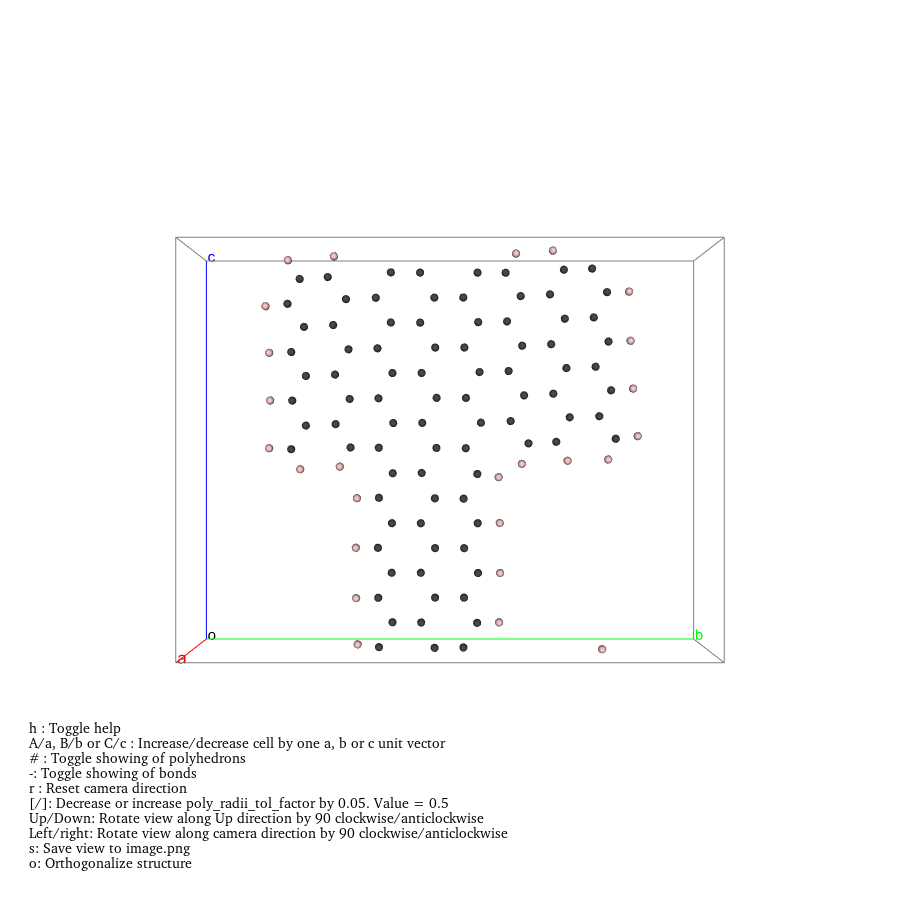 c
o
b
a
h : Toggle help
A/a, B/b or C/c : Increase/decrease cell by one a, b or c unit vector
# : Toggle showing of polyhedrons
-: Toggle showing of bonds
r : Reset camera direction
[/]: Decrease or increase poly_radii_tol_factor by 0.05. Value = 0.5
Up/Down: Rotate view along Up direction by 90 clockwise/anticlockwise
Left/right: Rotate view along camera direction by 90 clockwise/anticlockwise
s: Save view to image.png
o: Orthogonalize structure